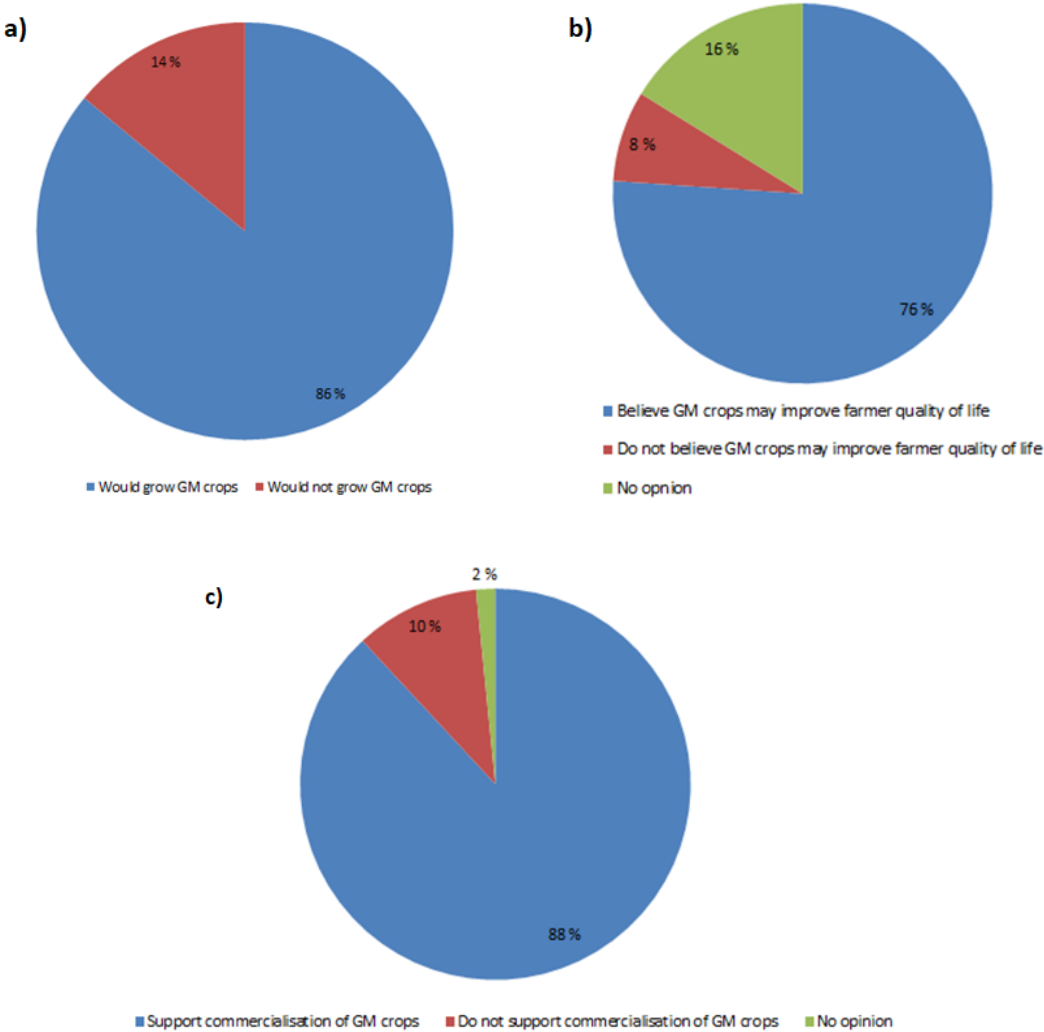 a)
14 %
86 %
Would grow GM crops Would not grow GM crops
b)
16 %
8 %
76 %
Believe GM crops may improve farmer quality of life
Do not believe GM crops may improve farmer quality of life
No opnion
c)
2 %
10 %
88 %
Support commercialisation of GM crops Do not support commercialisation of GM crops No opinion